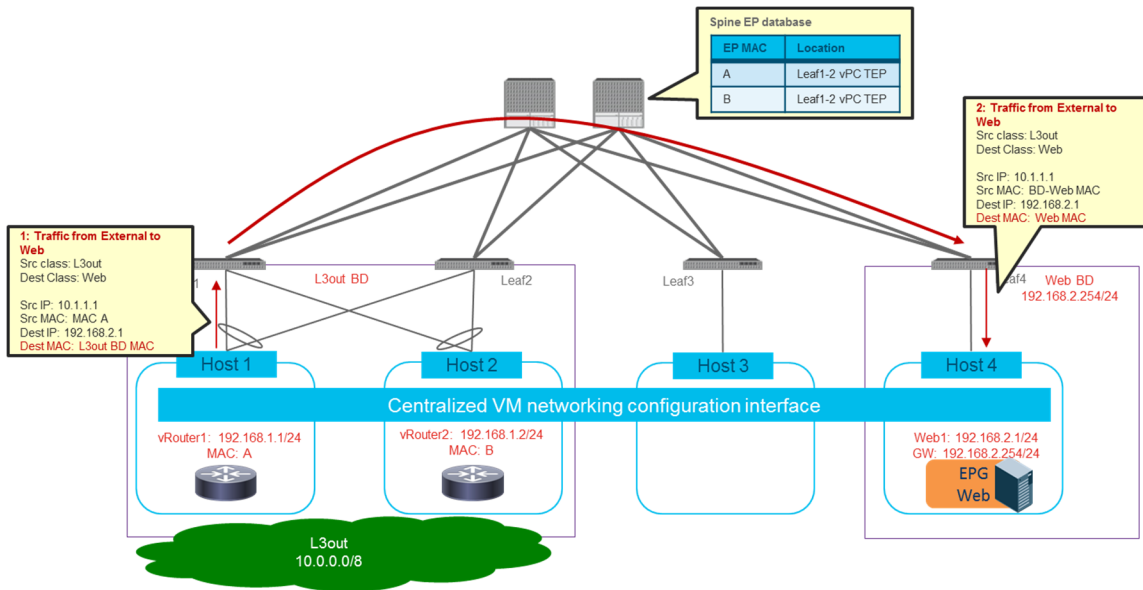 Spine EP database
EP MAC Location
A Leaf1-2 vPC TEP
B Leaf1-2 vPC TEP
2: Traffic from External to
Web
Src class: L3out
Dest Class: Web
Src IP: 10.1.1.1
Src MAC: BD-Web MAC
Dest IP: 192.168.2.1
Dest MAC: Web MAC
1: Traffic from External to
Web
Src class: L3out
Dest Class: Web
Src IP: 10.1.1.1
Src MAC: MAC A
Dest IP: 192.168.2.1
Dest MAC: L3out BD MAC
1
L3out BD
Leaf2
Leaf3
af4
Web BD
192.168.2.254/24
Host 1
Host 2
Host 3
Host 4
Centralized VM networking configuration interface
vRouter1: 192.168.1.1/24
MAC: A
vRouter2: 192.168.1.2/24
MAC: B
Web1: 192.168.2.1/24
GW: 192.168.2.254/24
EPG
Web
L3out
10.0.0.0/8